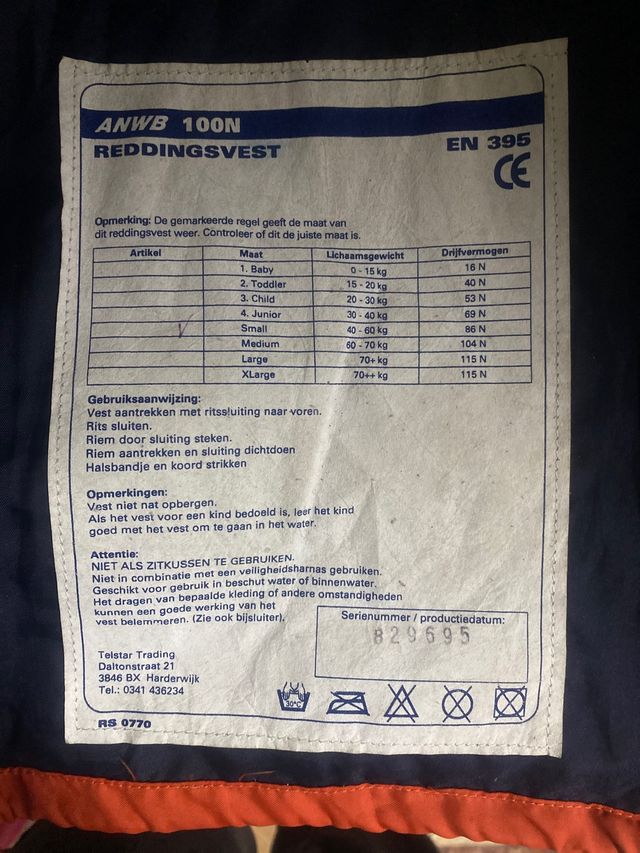 ANWB 100N
REDDINGSVEST
EN 395
CE
Opmerking: De gemarkeerde regel geeft de maat van
dit reddingsvest weer. Controleer of dit de juiste maat is.
Artikel Maat Lichaamsgewicht Drijfvermogen
1. Baby 0 - 15 kg 16 N
2. Toddler 15 - 20 kg 40 N
3. Child 20 - 30 kg 53 N
4. Junior 30 - 40 kg 69 N
Small 40 - 60 kg 86 N
Medium 60 - 70 kg 104 N
Large 70+ kg 115 N
XLarge 70++ kg 115 N
Gebruiksaanwijzing:
Vest aantrekken met ritssluiting naar voren.
Rits sluiten.
Riem door sluiting steken.
Riem aantrekken en sluiting dichtdoen
Halsbandje en koord strikken
Opmerkingen:
Vest niet nat opbergen.
Als het vest voor een kind bedoeld is, leer het kind
goed met het vest om te gaan in het water.
Attentie:
NIET ALS ZITKUSSEN TE GEBRUIKEN.
Niet in combinatie met een veiligheidsharnas gebruiken.
Geschikt voor gebruik in beschut water of binnenwater.
Het dragen van bepaalde kleding of andere omstandigheden
kunnen een goede werking van het
vest belemmeren. (Zie ook bijsluiter).
Serienummer / productiedatum:
829695
Telstar Trading
Daltonstraat 21
3846 BX Harderwijk
Tel.: 0341 436234
30°C
RS 0770